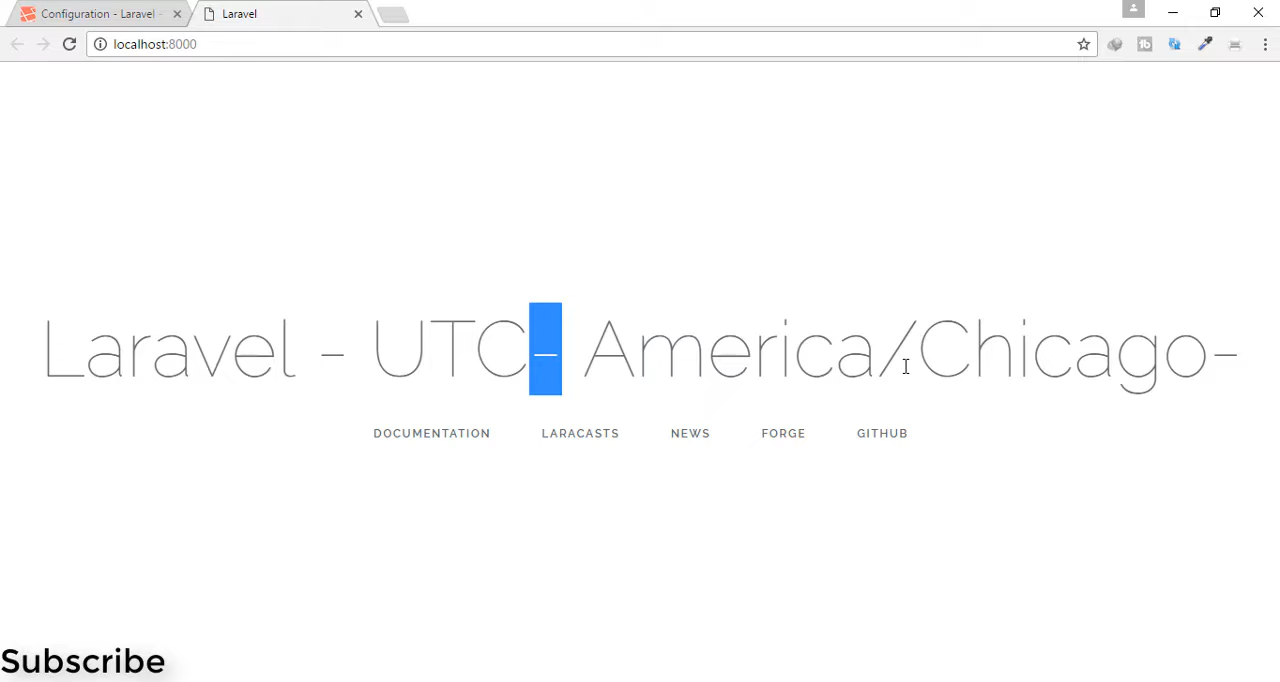 Configuration - Laravel -
Laravel
localhost:8000
Laravel - UTC - America/Chicago-
DOCUMENTATION LARACASTS NEWS FORGE GITHUB
Subscribe